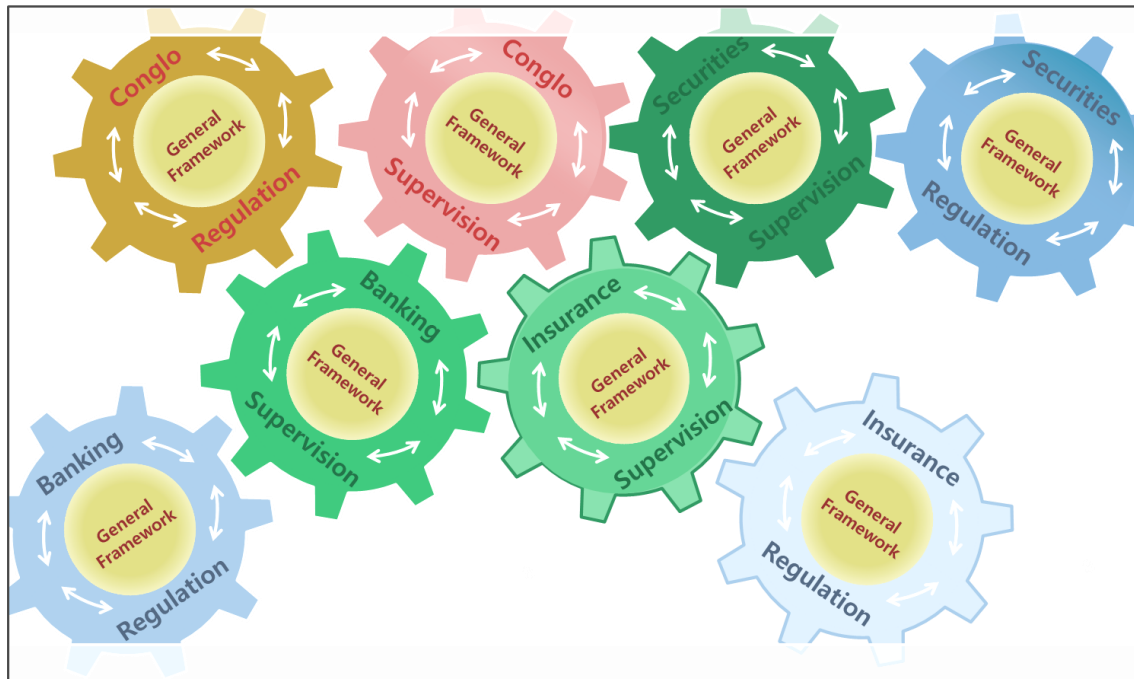 Conglo
General
Framework
Regulation
Conglo
General
Framework
Supervision
Securities
General
Framework
Supervision
Securities
General
Framework
Regulation
Banking
General
Framework
Supervision
Insurance
General
Framework
Supervision
Banking
General
Framework
Regulation
Insurance
General
Framework
Regulation